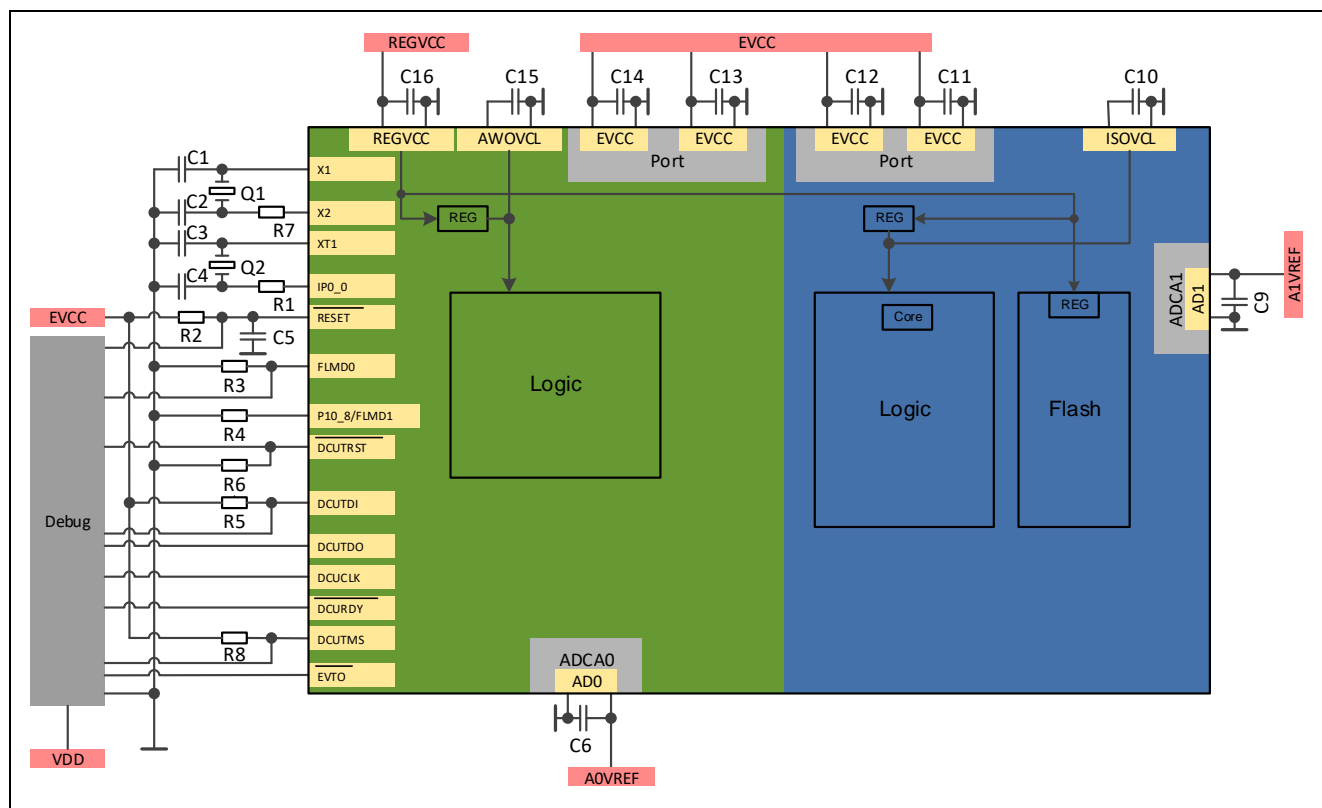 REGVCC
EVCC
C16
C15
C14
C13
C12
C11
C10
REGVCC
AWOVCL
EVCC
EVCC
Port
EVCC
EVCC
Port
ISOVCL
C1
X1
Q1
C2
X2
R7
C3
XT1
Q2
C4
IP0_0
R1
EVCC
RESET
R2
C5
FLMD0
R3
P10_8/FLMD1
R4
DCUTRST
R6
DCUTDI
R5
Debug
DCUTDO
DCUCLK
DCURDY
DCUTMS
R8
EVTO
VDD
REG
Logic
REG
Core
Logic
REG
Flash
ADCA1
AD1
C9
A1VREF
ADCA0
AD0
C6
A0VREF